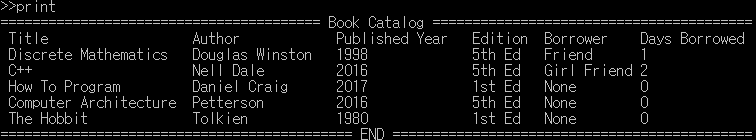 >>print
======================================== Book Catalog ========================================
Title Author Published Year Edition Borrower Days Borrowed
Discrete Mathematics Douglas Winston 1998 5th Ed Friend 1
C++ Nell Dale 2016 5th Ed Girl Friend 2
How To Program Daniel Craig 2017 1st Ed None 0
Computer Architecture Petterson 2016 5th Ed None 0
The Hobbit Tolkien 1980 1st Ed None 0
============================================ END ============================================